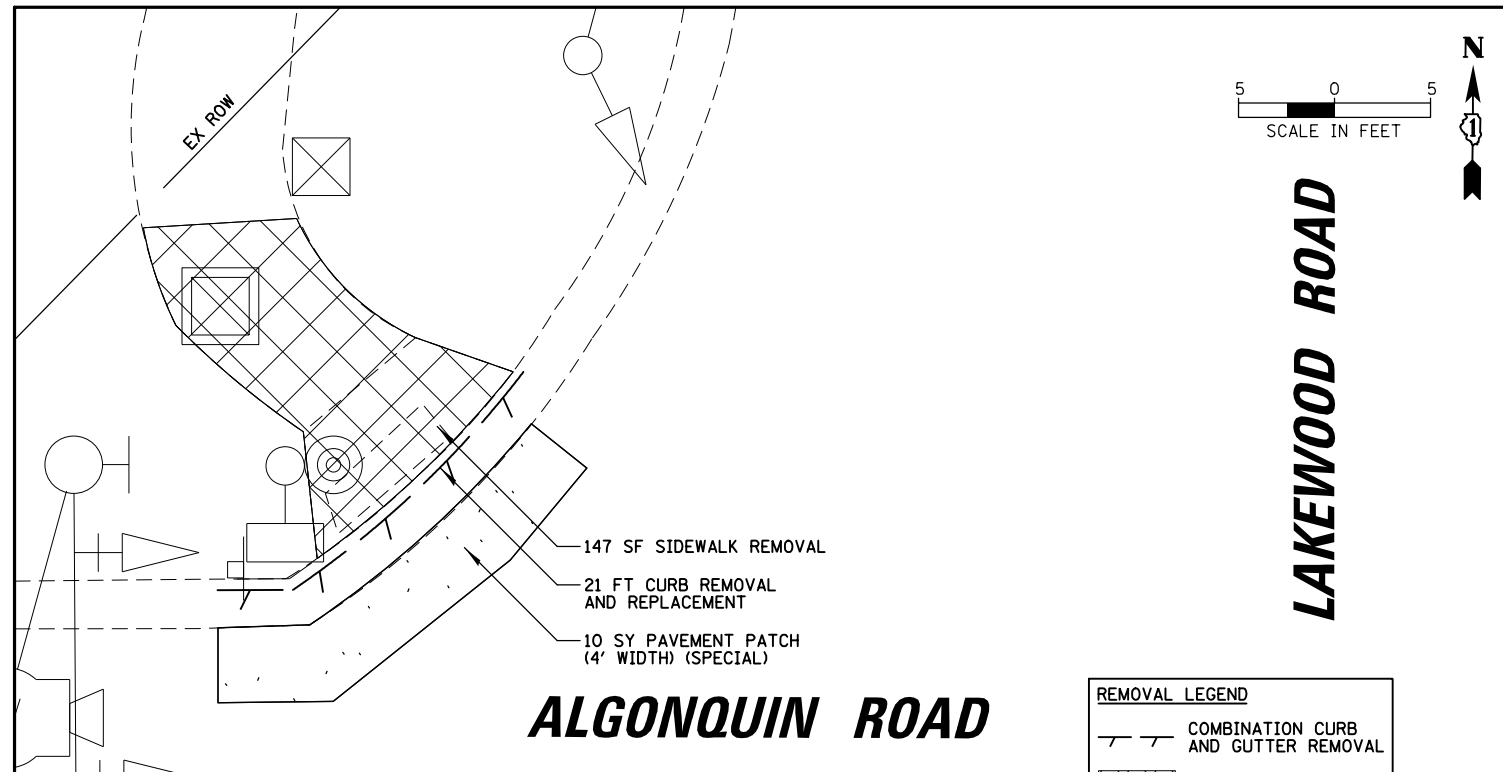 EX ROW
N
1
5 0 5
SCALE IN FEET
LAKEWOOD ROAD
147 SF SIDEWALK REMOVAL
21 FT CURB REMOVAL
AND REPLACEMENT
10 SY PAVEMENT PATCH
(4' WIDTH) (SPECIAL)
ALGONQUIN ROAD
REMOVAL LEGEND
COMBINATION CURB
AND GUTTER REMOVAL